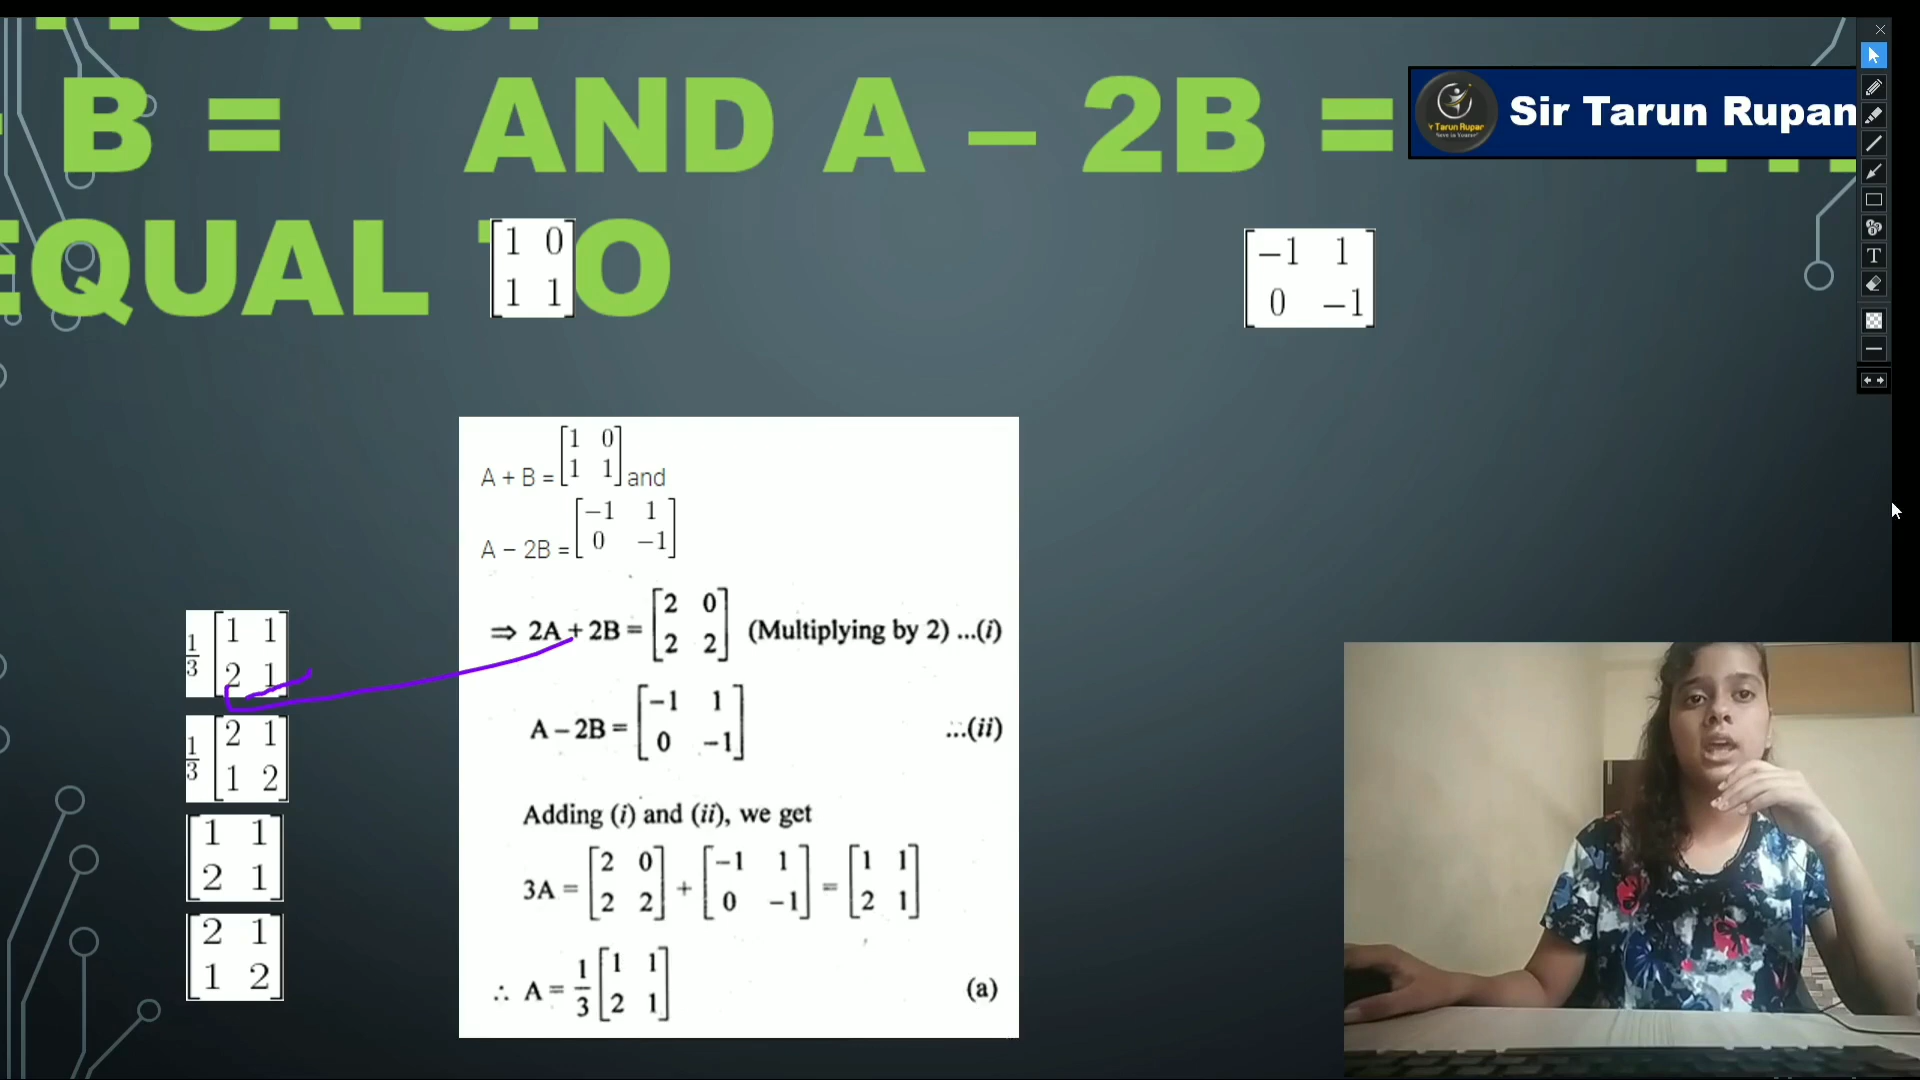 B = AND A – 2B =
Sir Tarun Rupan
EQUAL TO
1 0
1 1
−1 1
0 −1
A + B = [1 0
1 1] and
A − 2B = [−1 1
0 −1]
⇒ 2A + 2B = [2 0
2 2] (Multiplying by 2) ...(i)
A – 2B = [−1 1
0 −1] ...(ii)
Adding (i) and (ii), we get
3A = [2 0
2 2] + [−1 1
0 −1] = [1 1
2 1]
∴ A = 1/3 [1 1
2 1] (a)
1/3 [1 1
2 1]
1/3 [2 1
1 2]
[1 1
2 1]
[2 1
1 2]